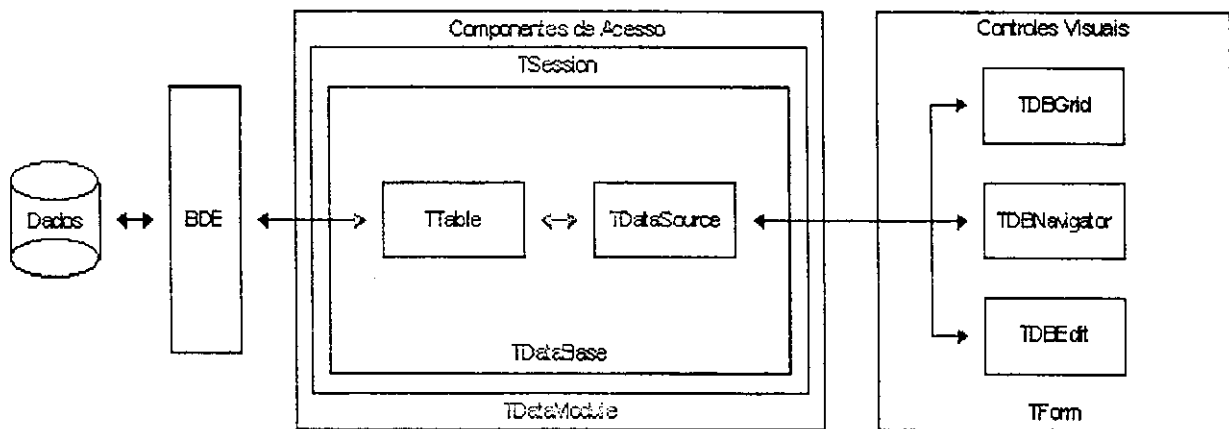 Componentes de Acesso
Controles Visuais
TSession
TDBGrid
Dados
BDE
TTable
TDataSource
TDBNavigator
TDBEdit
TDataBase
TDataModule
TForm